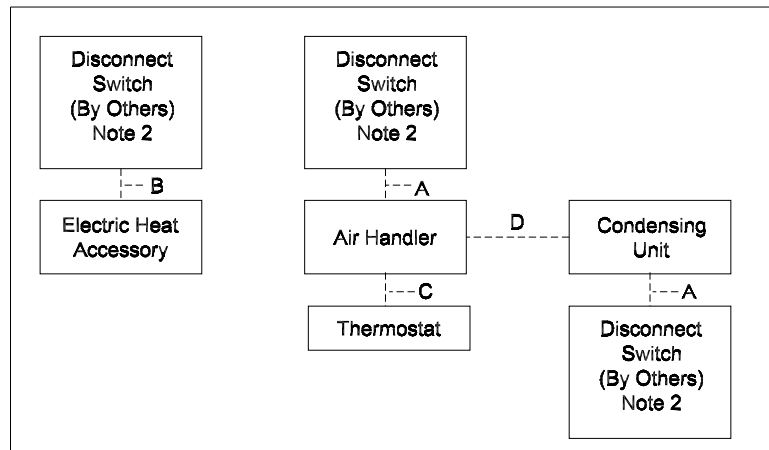 Disconnect
Switch
(By Others)
Note 2
B
Electric Heat
Accessory
Disconnect
Switch
(By Others)
Note 2
A
Air Handler
D
Condensing
Unit
C
Thermostat
A
Disconnect
Switch
(By Others)
Note 2